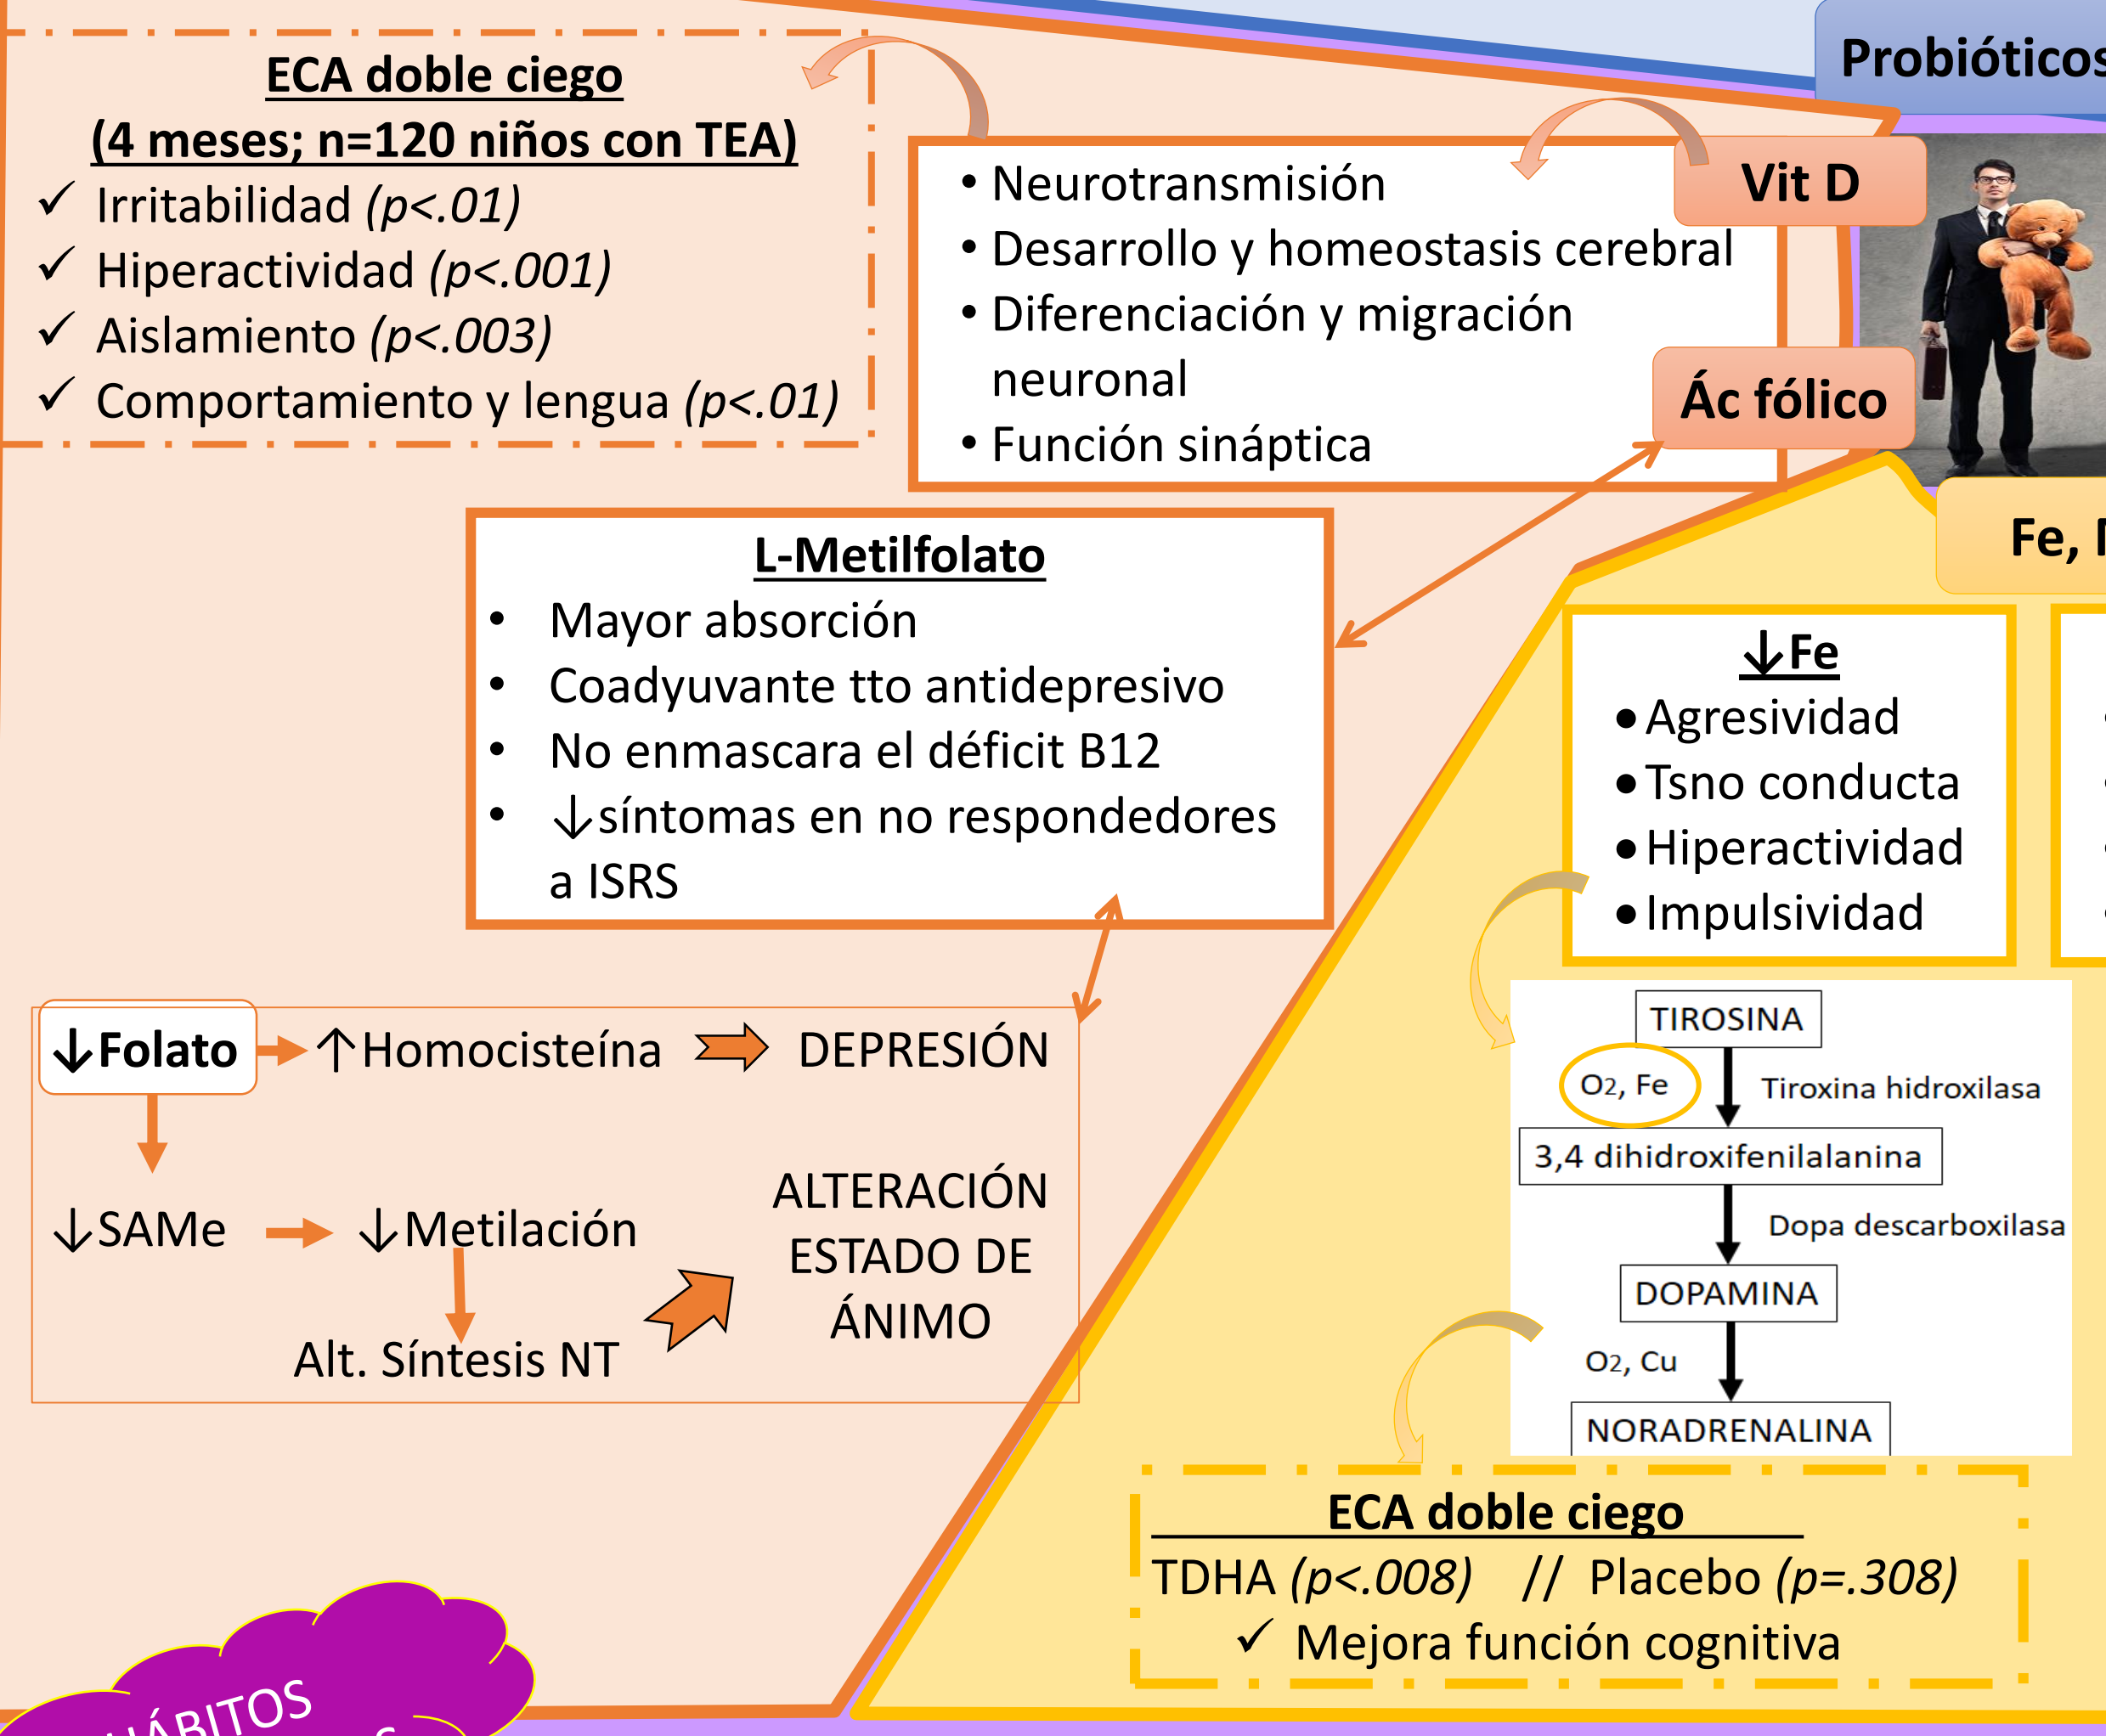 Probióticos
ECA doble ciego
(4 meses; n=120 niños con TEA)
✓ Irritabilidad (p<.01)
✓ Hiperactividad (p<.001)
✓ Aislamiento (p<.003)
✓ Comportamiento y lengua (p<.01)
• Neurotransmisión
• Desarrollo y homeostasis cerebral
• Diferenciación y migración
neuronal
• Función sináptica
Vit D
Ác fólico
L-Metilfolato
• Mayor absorción
• Coadyuvante tto antidepresivo
• No enmascara el déficit B12
• ↓síntomas en no respondedores
a ISRS
↓Folato
↑Homocisteína
DEPRESIÓN
↓SAMe
↓Metilación
Alt. Síntesis NT
ALTERACIÓN
ESTADO DE
ÁNIMO
Fe,
↓Fe
•Agresividad
•Tsno conducta
•Hiperactividad
•Impulsividad
TIROSINA
O2, Fe
Tiroxina hidroxilasa
3,4 dihidroxifenilalanina
Dopa descarboxilasa
DOPAMINA
O2, Cu
NORADRENALINA
ECA doble ciego
TDHA (p<.008) // Placebo (p=.308)
✓ Mejora función cognitiva
HÁBITOS